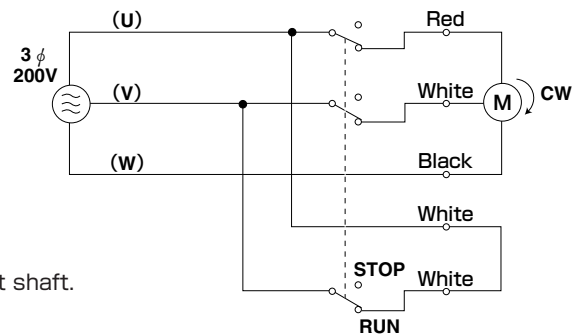 (U)
Red
3 ϕ
200V
(V)
White
M
CW
(W)
Black
White
t shaft.
STOP
White
RUN